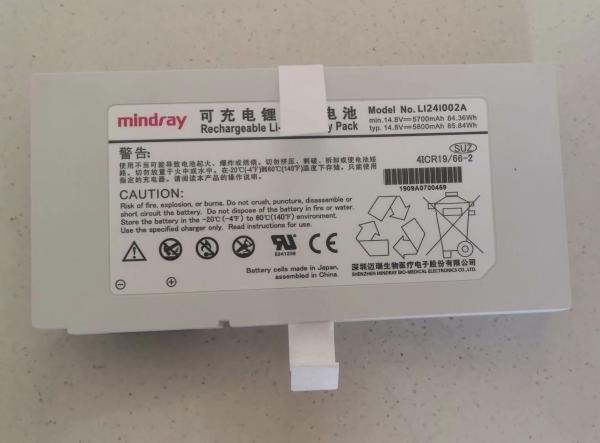 mindray
可充电锂 电池
Rechargeable Li- y Pack
Model No. LI24I002A
min.14.8V⎓5700mAh 84.36Wh
typ. 14.8V⎓5800mAh 85.84Wh
SUZ
4ICR19/66-2
1909A0700459
警告:
使用不当可能导致电池起火、爆炸或燃烧。切勿挤压、刺破、拆卸或使电池短
路。切勿放置于火中或水中。在-20℃(-4℉)到60℃(140℉)温度下存储。只能使用
指定的充电器。请阅读本产品的操作说明。
CAUTION:
Risk of fire, explosion, or burns. Do not crush, puncture, disassemble or
short circuit the battery. Do not dispose of the battery in fire or water.
Store the battery in the -20℃ (-4℉) to 60℃(140℉) environment.
Use the specified charger only. Read instructions for use.
E341239
CE
Battery cells made in Japan,
assembled in China.
深圳迈瑞生物医疗电子股份有限公司
SHENZHEN MINDRAY BIO-MEDICAL ELECTRONICS CO., LTD.